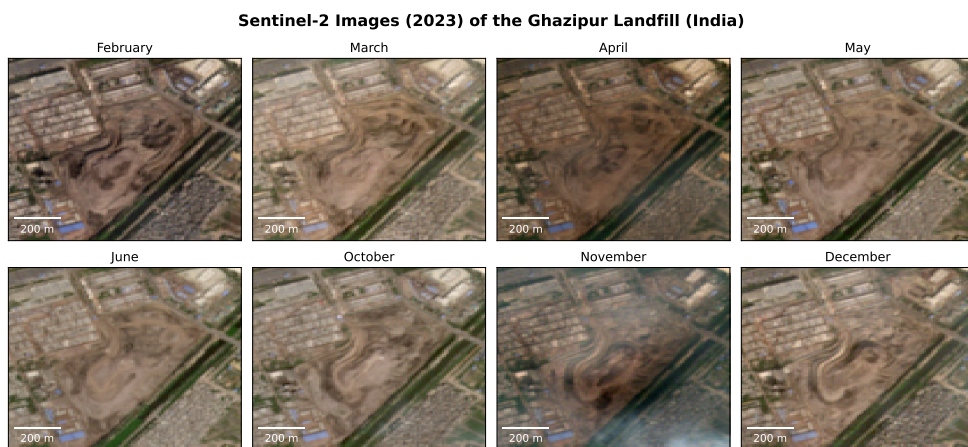 Sentinel-2 Images (2023) of the Ghazipur Landfill (India)
February
March
April
May
200 m
200 m
200 m
200 m
June
October
November
December
200 m
200 m
200 m
200 m